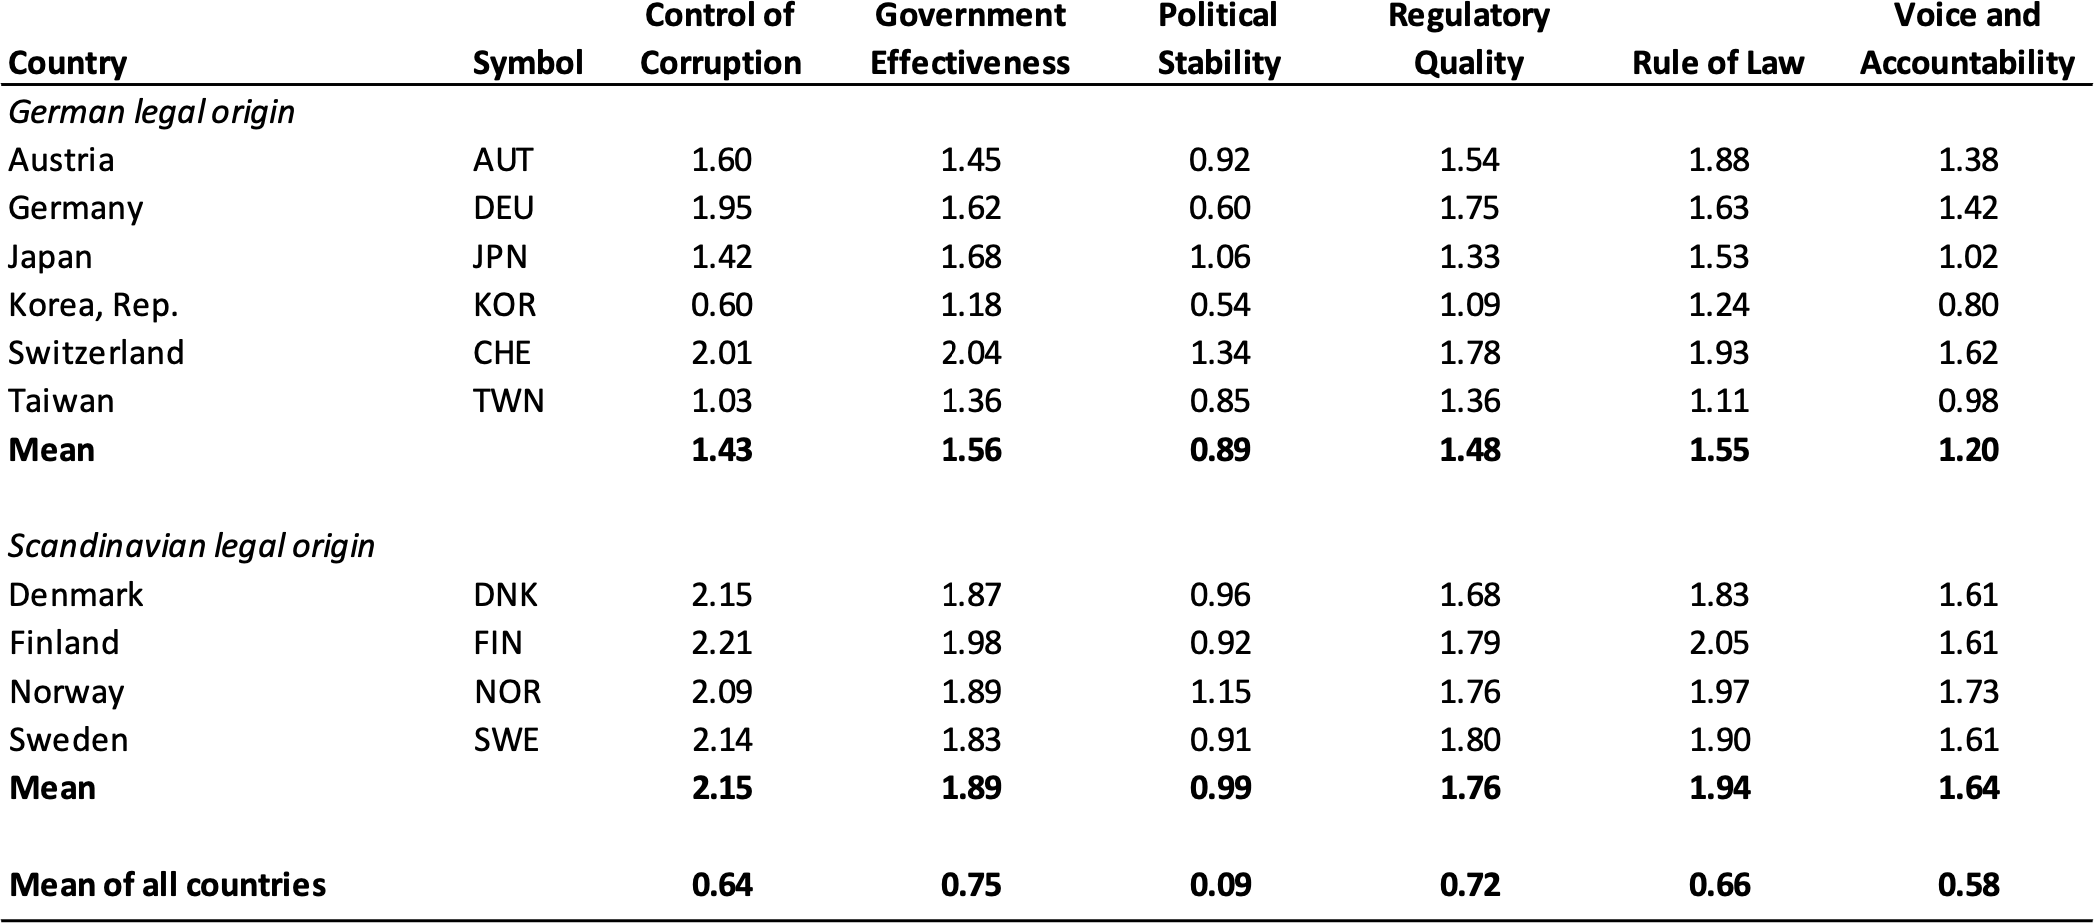 Control of Government Political Regulatory Voice and
Country Symbol Corruption Effectiveness Stability Quality Rule of Law Accountability
German legal origin
Austria AUT 1.60 1.45 0.92 1.54 1.88 1.38
Germany DEU 1.95 1.62 0.60 1.75 1.63 1.42
Japan JPN 1.42 1.68 1.06 1.33 1.53 1.02
Korea, Rep. KOR 0.60 1.18 0.54 1.09 1.24 0.80
Switzerland CHE 2.01 2.04 1.34 1.78 1.93 1.62
Taiwan TWN 1.03 1.36 0.85 1.36 1.11 0.98
Mean 1.43 1.56 0.89 1.48 1.55 1.20
Scandinavian legal origin
Denmark DNK 2.15 1.87 0.96 1.68 1.83 1.61
Finland FIN 2.21 1.98 0.92 1.79 2.05 1.61
Norway NOR 2.09 1.89 1.15 1.76 1.97 1.73
Sweden SWE 2.14 1.83 0.91 1.80 1.90 1.61
Mean 2.15 1.89 0.99 1.76 1.94 1.64
Mean of all countries 0.64 0.75 0.09 0.72 0.66 0.58